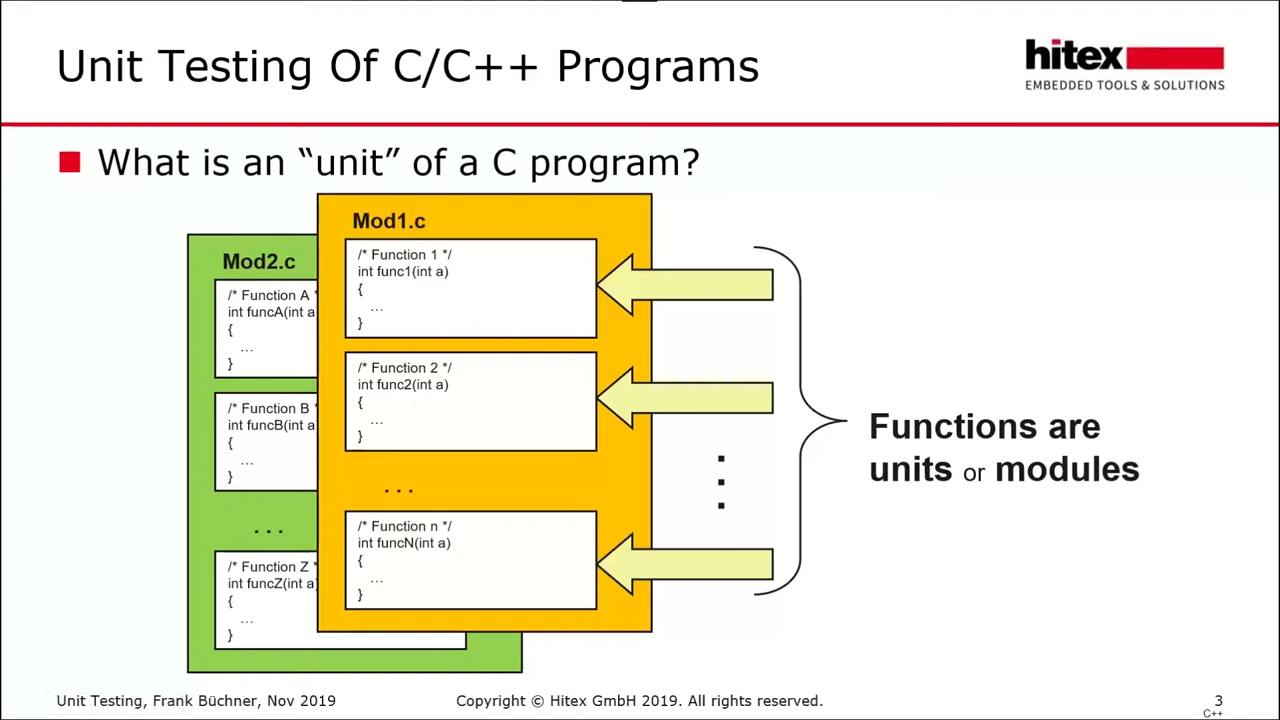 Unit Testing Of C/C++ Programs
hitex
EMBEDDED TOOLS & SOLUTIONS
What is an “unit” of a C program?
Mod1.c
/* Function 1 */
int func1(int a)
{
...
}
/* Function 2 */
int func2(int a)
{
...
}
. . .
/* Function n */
int funcN(int a)
{
...
}
Mod2.c
/* Function A *
int funcA(int a
{
...
}
/* Function B *
int funcB(int a
{
...
}
. . .
/* Function Z *
int funcZ(int a)
{
...
}
Functions are
units or modules
Unit Testing, Frank Büchner, Nov 2019
Copyright © Hitex GmbH 2019. All rights reserved.
3
C++